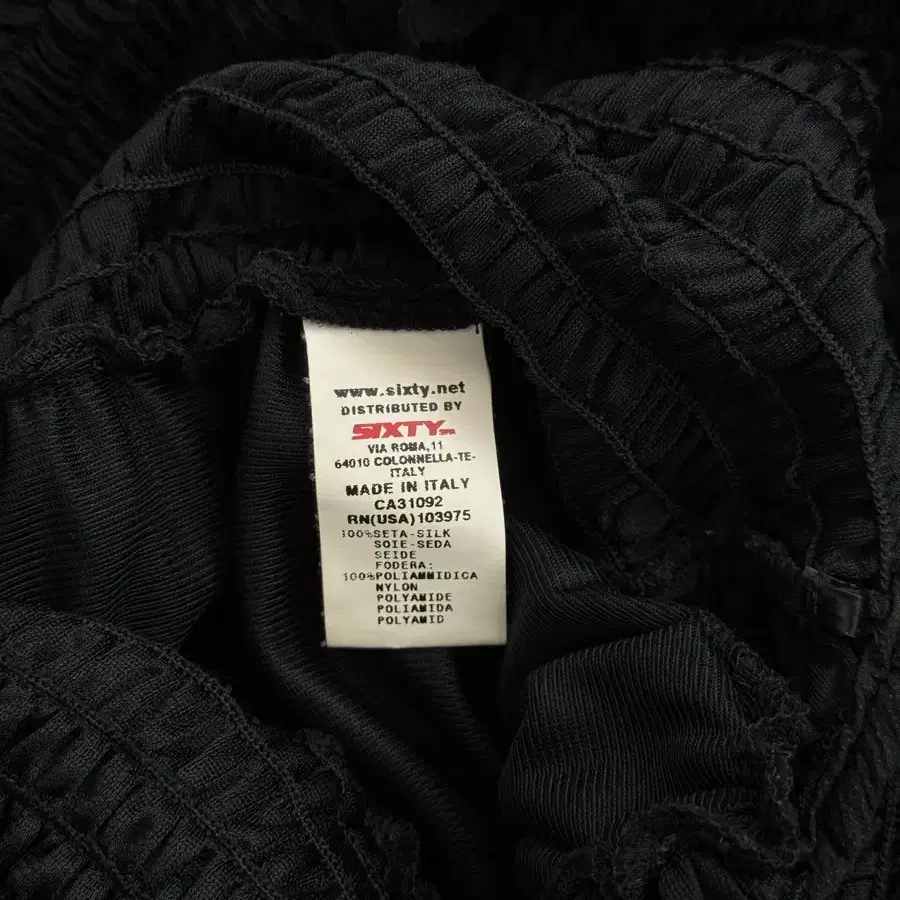 www.sixty.net
DISTRIBUTED BY
SIXTY SPA
VIA ROMA,11
64010 COLONNELLA-TE-
ITALY
MADE IN ITALY
CA31092
RN(USA)103975
100%SETA-SILK
SOIE-SEDA
SEIDE
FODERA:
100%POLIAMMIDICA
NYLON
POLYAMIDE
POLIAMIDA
POLYAMID